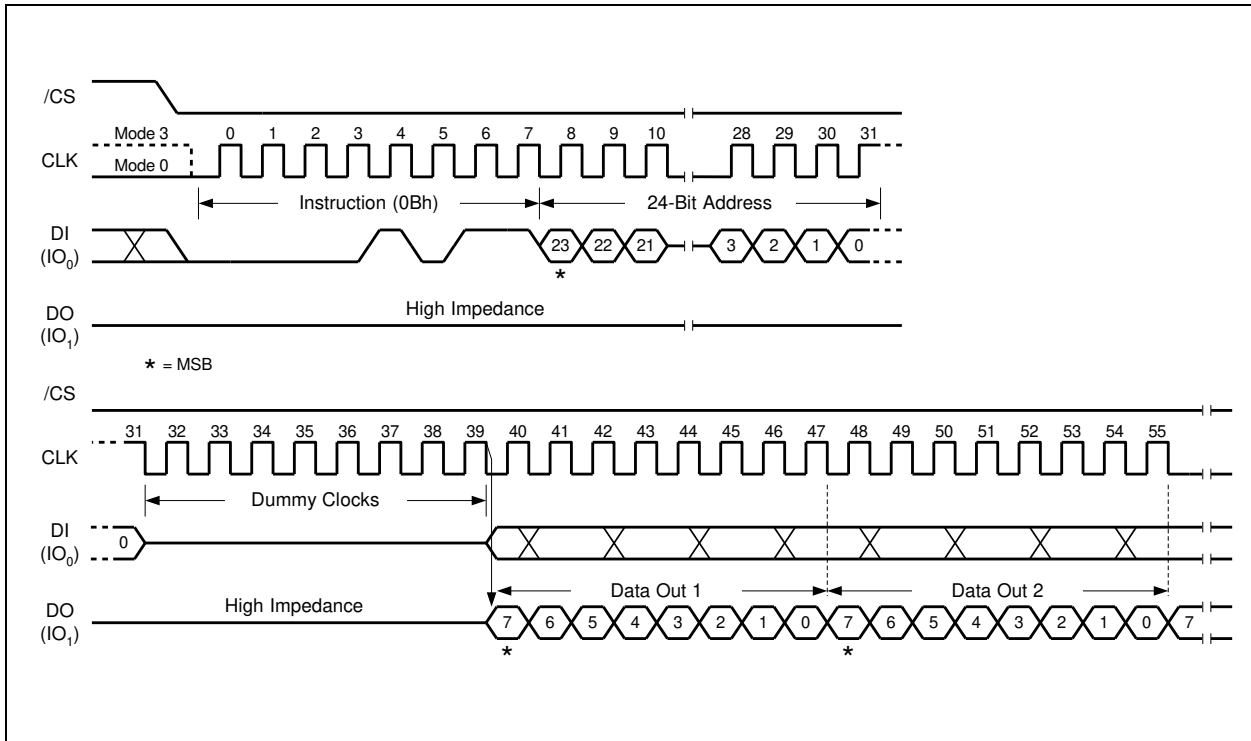 /CS
Mode 3
0 1 2 3 4 5 6 7 8 9 10 28 29 30 31
CLK
Mode 0
Instruction (0Bh)
24-Bit Address
DI
(IO0)
23 22 21 3 2 1 0
*
High Impedance
DO
(IO1)
* = MSB
/CS
31 32 33 34 35 36 37 38 39 40 41 42 43 44 45 46 47 48 49 50 51 52 53 54 55
CLK
Dummy Clocks
DI
(IO0)
0
Data Out 1
Data Out 2
High Impedance
DO
(IO1)
7 6 5 4 3 2 1 0 7 6 5 4 3 2 1 0 7
* *